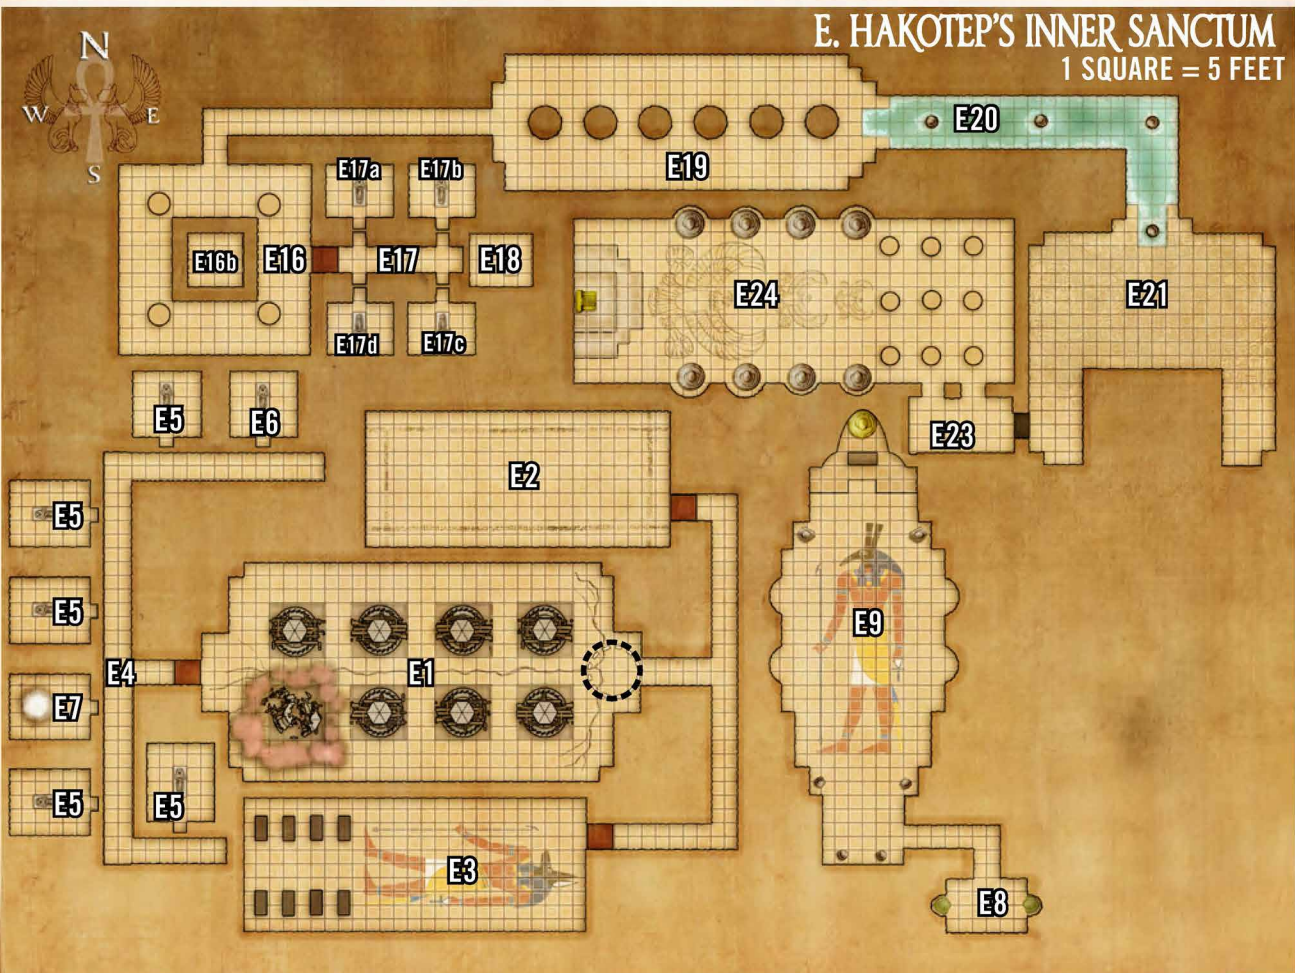 E. HAKOTEP'S INNER SANCTUM
1 SQUARE = 5 FEET
N
W E
S
E20
E19
E17a E17b
E16b E16 E17 E18
E24 E21
E17d E17c
E5 E6
E23
E2
E5
E5
E9
E4 E1
E7
E5 E5
E3
E8